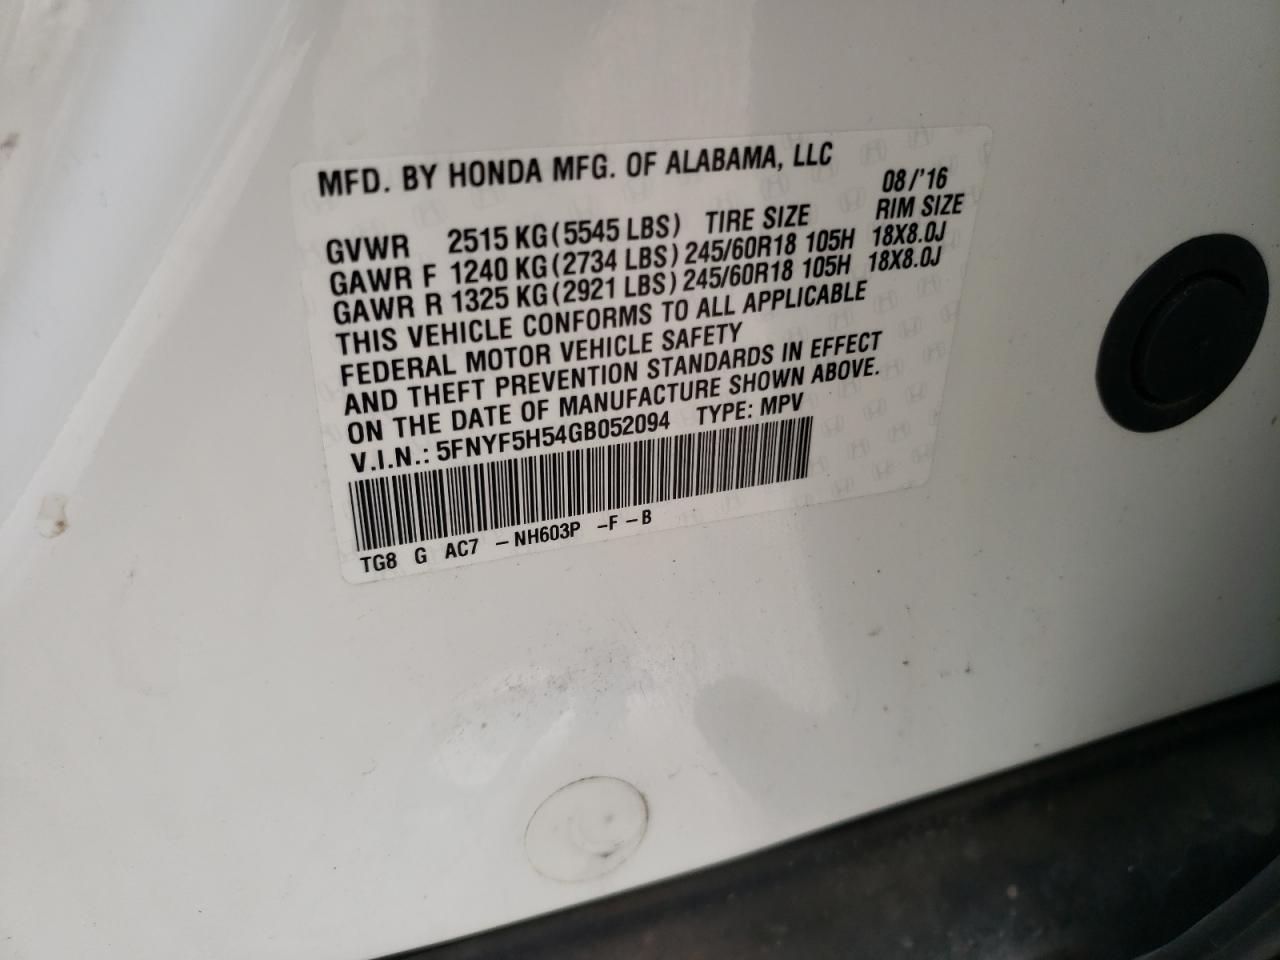 MFD. BY HONDA MFG. OF ALABAMA, LLC 08/'16
GVWR 2515 KG (5545 LBS) TIRE SIZE RIM SIZE
GAWR F 1240 KG (2734 LBS) 245/60R18 105H 18X8.0J
GAWR R 1325 KG (2921 LBS) 245/60R18 105H 18X8.0J
THIS VEHICLE CONFORMS TO ALL APPLICABLE
FEDERAL MOTOR VEHICLE SAFETY
AND THEFT PREVENTION STANDARDS IN EFFECT
ON THE DATE OF MANUFACTURE SHOWN ABOVE.
V.I.N.: 5FNYF5H54GB052094 TYPE: MPV
TG8 G AC7 -NH603P -F -B